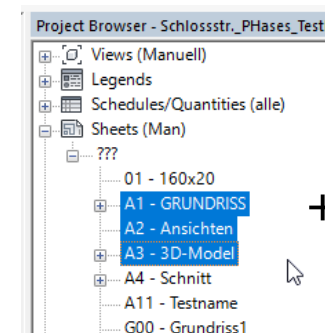 Project Browser - Schlossstr._PHases_Test
Views (Manuell)
Legends
Schedules/Quantities (alle)
Sheets (Man)
???
01 - 160x20
A1 - GRUNDRISS
A2 - Ansichten
A3 - 3D-Model
A4 - Schnitt
A11 - Testname
G00 - Grundriss1